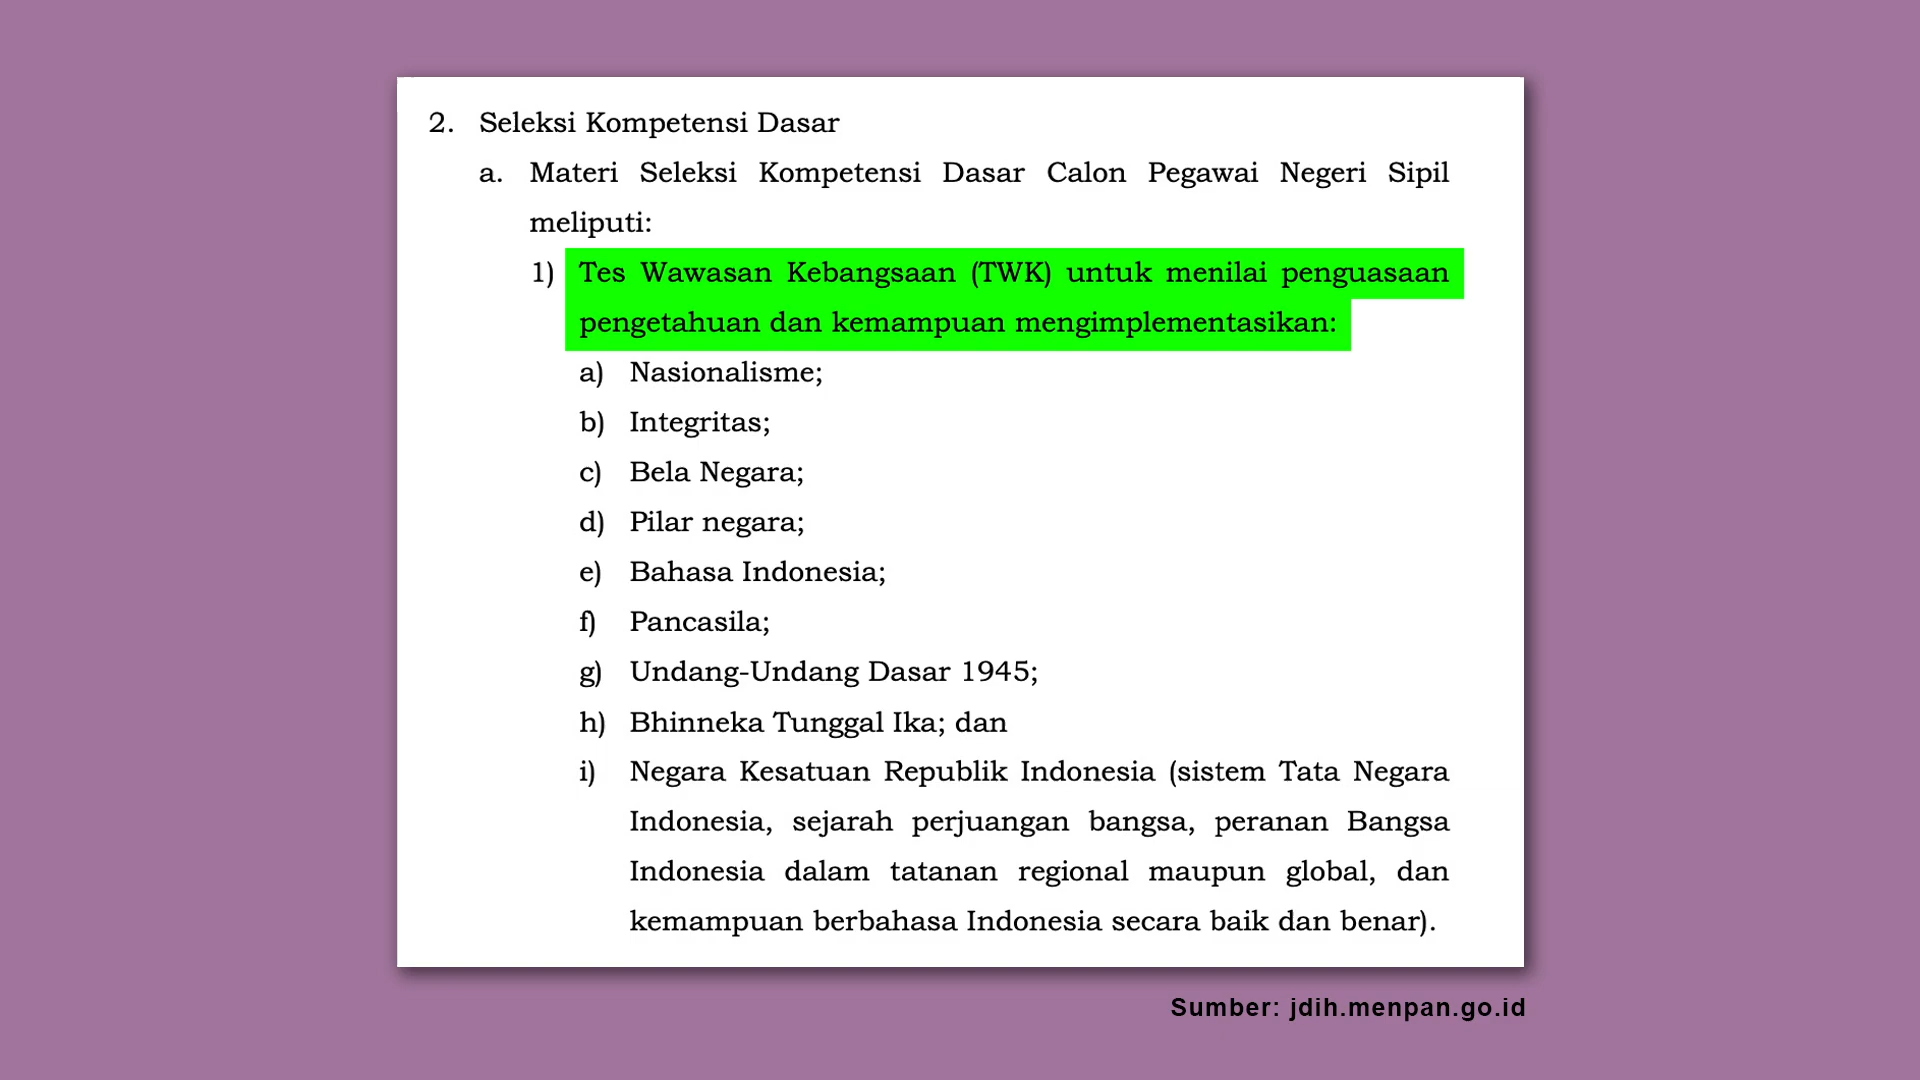 2. Seleksi Kompetensi Dasar
a. Materi Seleksi Kompetensi Dasar Calon Pegawai Negeri Sipil
meliputi:
1) Tes Wawasan Kebangsaan (TWK) untuk menilai penguasaan
pengetahuan dan kemampuan mengimplementasikan:
a) Nasionalisme;
b) Integritas;
c) Bela Negara;
d) Pilar negara;
e) Bahasa Indonesia;
f) Pancasila;
g) Undang-Undang Dasar 1945;
h) Bhinneka Tunggal Ika; dan
i) Negara Kesatuan Republik Indonesia (sistem Tata Negara
Indonesia, sejarah perjuangan bangsa, peranan Bangsa
Indonesia dalam tatanan regional maupun global, dan
kemampuan berbahasa Indonesia secara baik dan benar).
Sumber: jdih.menpan.go.id